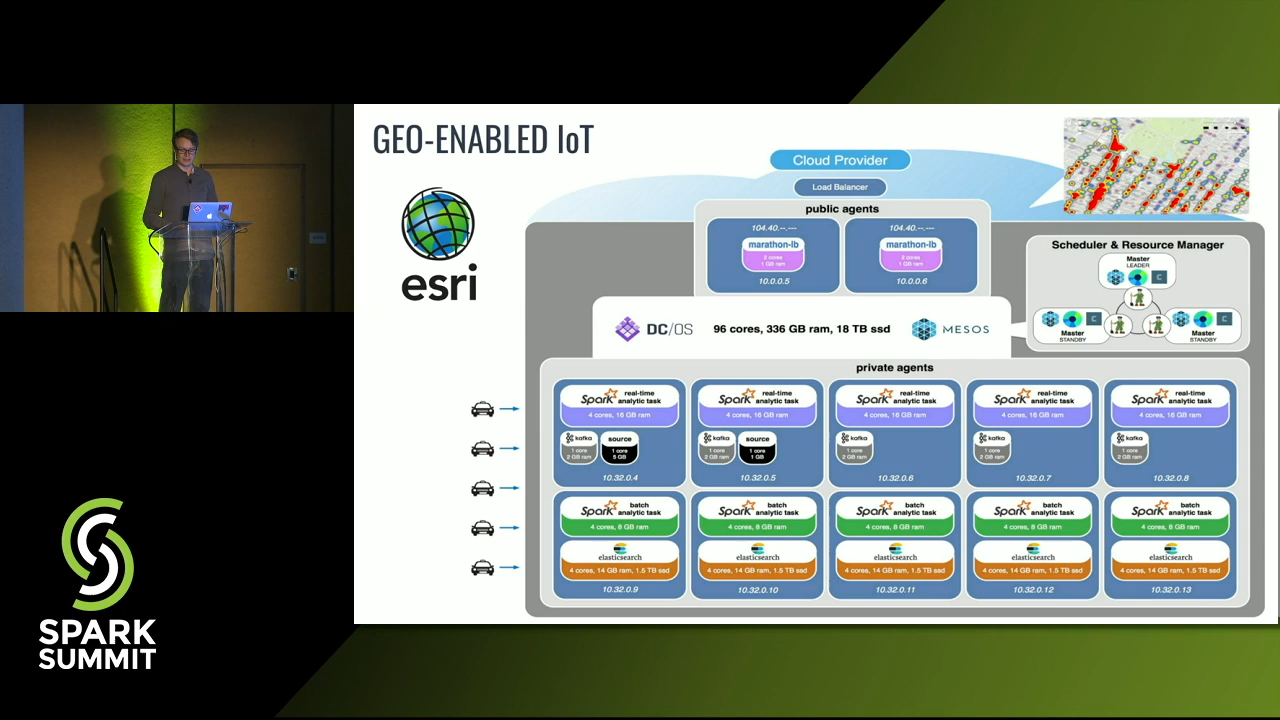 GEO-ENABLED IoT
esri
Cloud Provider
Load Balancer
public agents
104.40.--.---
marathon-lb
2 cores
1 GB ram
10.0.0.5
104.40.--.---
marathon-lb
2 cores
1 GB ram
10.0.0.6
Scheduler & Resource Manager
Master
LEADER
C
C
Master
STANDBY
C
Master
STANDBY
DC/OS
96 cores, 336 GB ram, 18 TB ssd
MESOS
private agents
Spark real-time
analytic task
4 cores, 16 GB ram
kafka
1 core
2 GB ram
source
1 core
5 GB
10.32.0.4
Spark real-time
analytic task
4 cores, 16 GB ram
kafka
1 core
2 GB ram
source
1 core
1 GB
10.32.0.5
Spark real-time
analytic task
4 cores, 16 GB ram
kafka
1 core
2 GB ram
10.32.0.6
Spark real-time
analytic task
4 cores, 16 GB ram
kafka
1 core
2 GB ram
10.32.0.7
Spark real-time
analytic task
4 cores, 16 GB ram
kafka
1 core
2 GB ram
10.32.0.8
Spark batch
analytic task
4 cores, 8 GB ram
elasticsearch
4 cores, 14 GB ram, 1.5 TB ssd
10.32.0.9
Spark batch
analytic task
4 cores, 8 GB ram
elasticsearch
4 cores, 14 GB ram, 1.5 TB ssd
10.32.0.10
Spark batch
analytic task
4 cores, 8 GB ram
elasticsearch
4 cores, 14 GB ram, 1.5 TB ssd
10.32.0.11
Spark batch
analytic task
4 cores, 8 GB ram
elasticsearch
4 cores, 14 GB ram, 1.5 TB ssd
10.32.0.12
Spark batch
analytic task
4 cores, 8 GB ram
elasticsearch
4 cores, 14 GB ram, 1.5 TB ssd
10.32.0.13
SPARK
SUMMIT